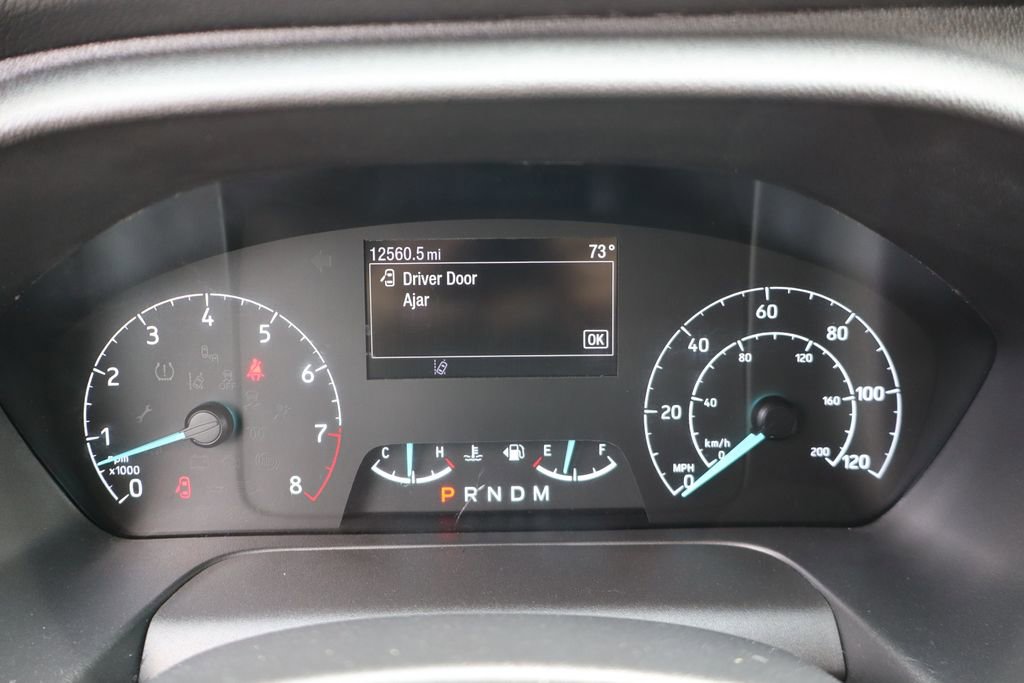 12560.5 mi 73°
Driver Door
Ajar
OK
0 1 2 3 4 5 6 7 8
rpm
x1000
C H E F
P R N D M
0 20 40 60 80 100 120
MPH
0 40 80 120 160 200
km/h